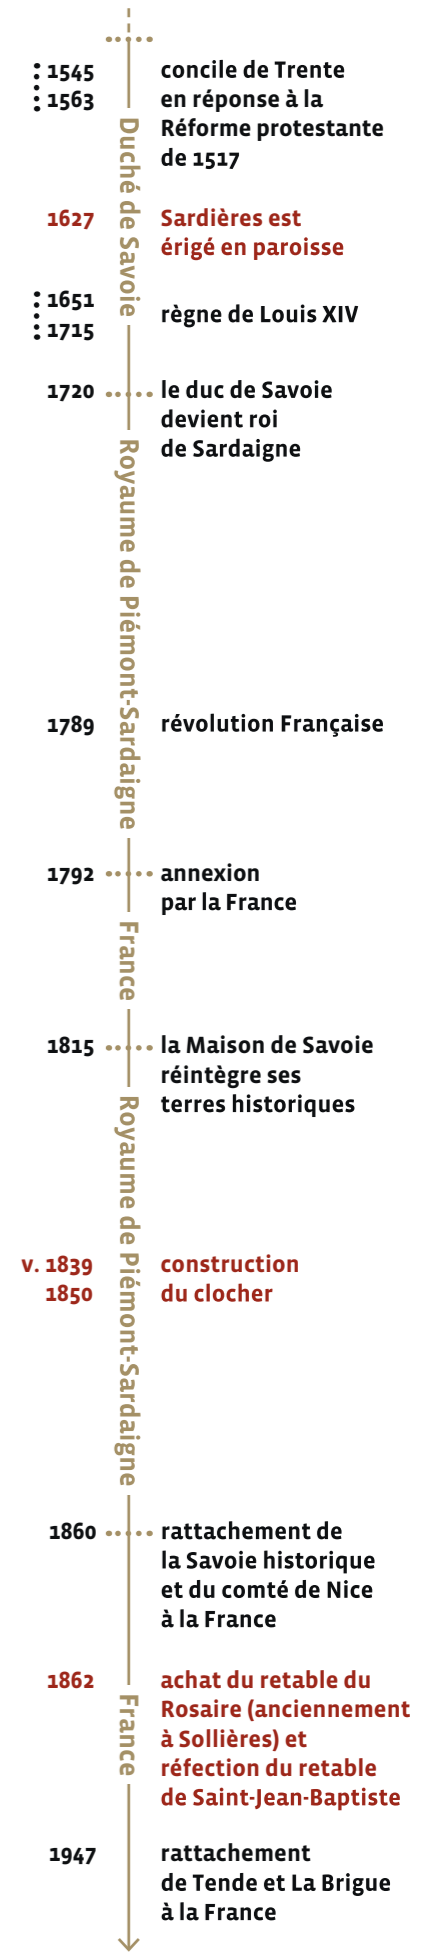 1545
1563
concile de Trente
en réponse à la
Réforme protestante
de 1517
Duché de Savoie
1627
Sardières est
érigé en paroisse
1651
1715
règne de Louis XIV
1720
le duc de Savoie
devient roi
de Sardaigne
Royaume de Piémont-Sardaigne
1789
révolution Française
1792
annexion
par la France
France
1815
la Maison de Savoie
réintègre ses
terres historiques
Royaume de Piémont-Sardaigne
v. 1839
1850
construction
du clocher
1860
rattachement de
la Savoie historique
et du comté de Nice
à la France
1862
achat du retable du
Rosaire (anciennement
à Sollières) et
réfection du retable
de Saint-Jean-Baptiste
France
1947
rattachement
de Tende et La Brigue
à la France